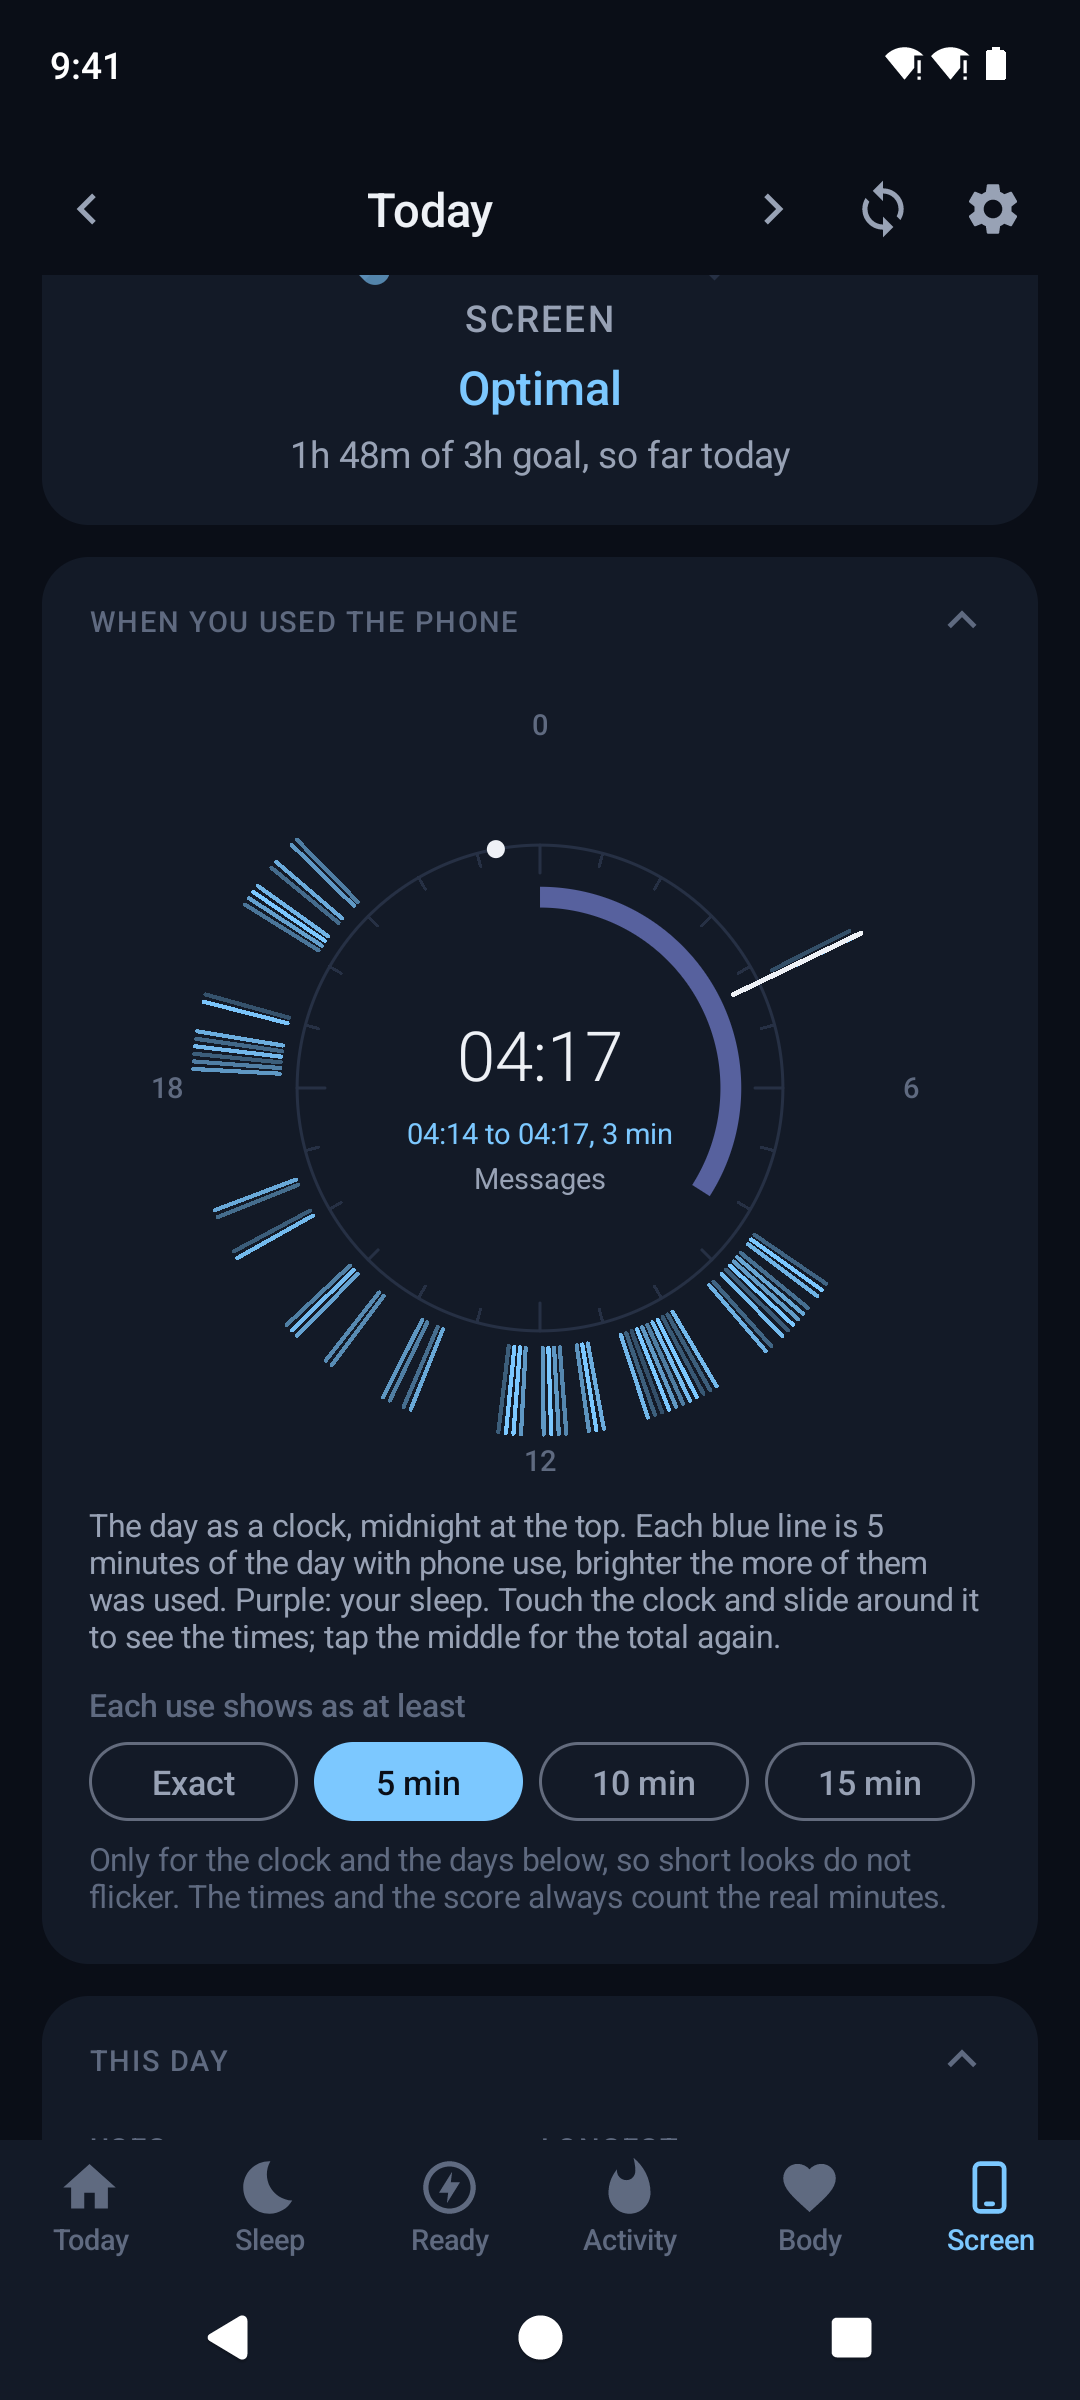 9:41
Today
SCREEN
Optimal
1h 48m of 3h goal, so far today
WHEN YOU USED THE PHONE
0
04:17
04:14 to 04:17, 3 min
Messages
18
6
12
The day as a clock, midnight at the top. Each blue line is 5
minutes of the day with phone use, brighter the more of them
was used. Purple: your sleep. Touch the clock and slide around it
to see the times; tap the middle for the total again.
Each use shows as at least
Exact
5 min
10 min
15 min
Only for the clock and the days below, so short looks do not
flicker. The times and the score always count the real minutes.
THIS DAY
Today
Sleep
Ready
Activity
Body
Screen